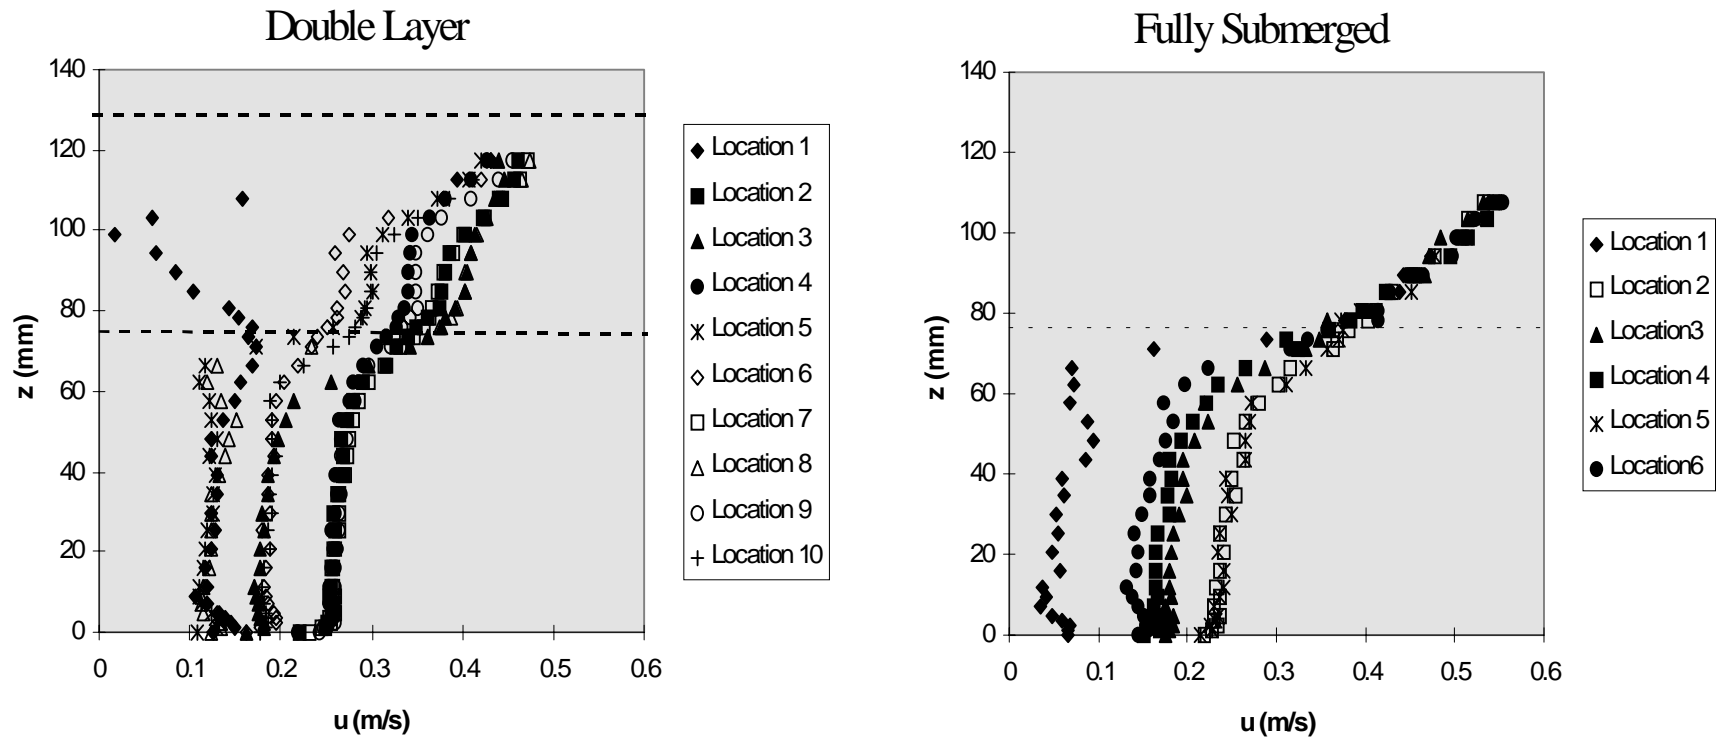 Double Layer
140
120
100
80
60
40
20
0
z (mm)
0 0.1 0.2 0.3 0.4 0.5 0.6
u (m/s)
Location 1
Location 2
Location 3
Location 4
Location 5
Location 6
Location 7
Location 8
Location 9
Location 10
Fully Submerged
140
120
100
80
60
40
20
0
z (mm)
0 0.1 0.2 0.3 0.4 0.5 0.6
u (m/s)
Location 1
Location 2
Location3
Location 4
Location 5
Location6